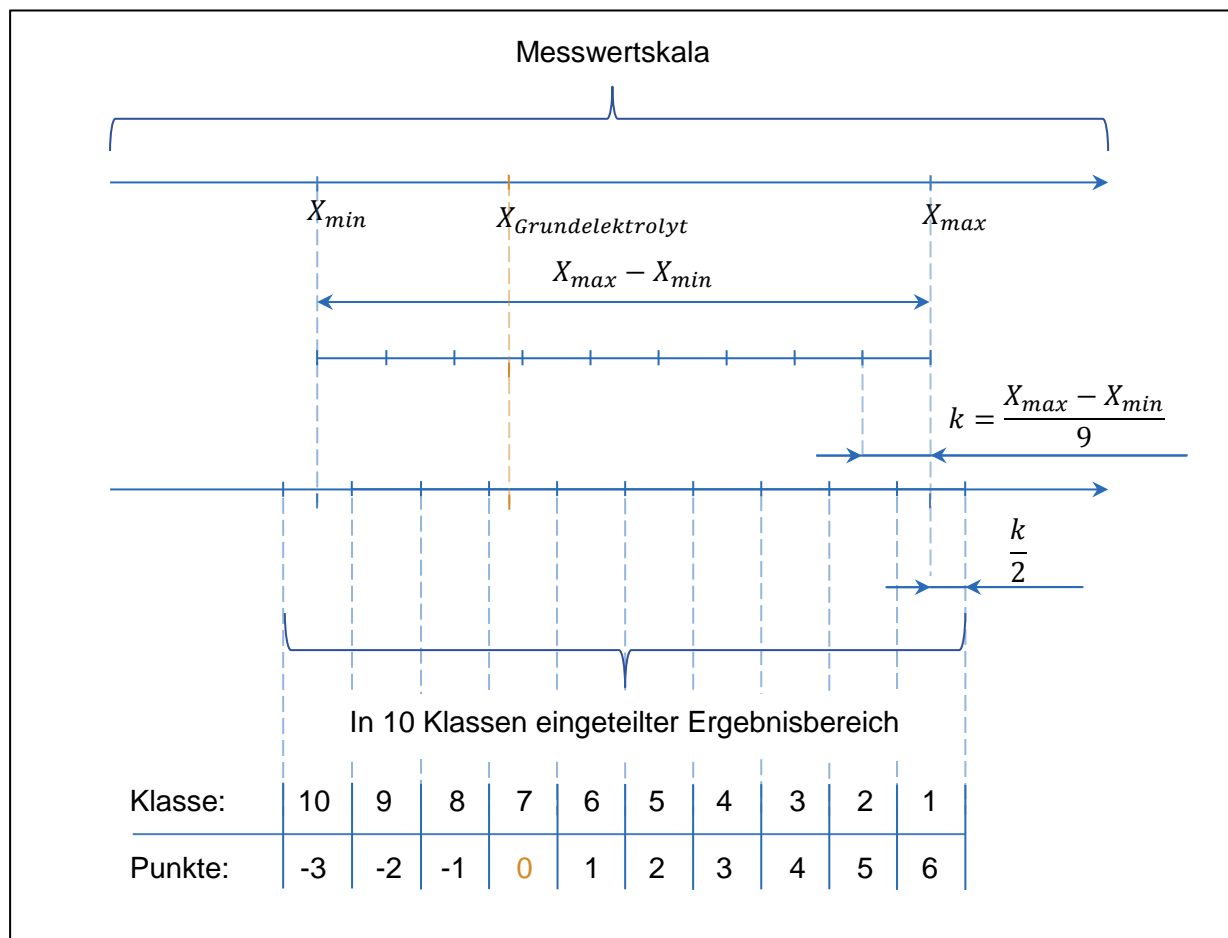 Messwertskala
X_min X_Grundelektrolyt X_max
X_max − X_min
k = (X_max − X_min)/9
k/2
In 10 Klassen eingeteilter Ergebnisbereich
Klasse: 10 9 8 7 6 5 4 3 2 1
Punkte: -3 -2 -1 0 1 2 3 4 5 6